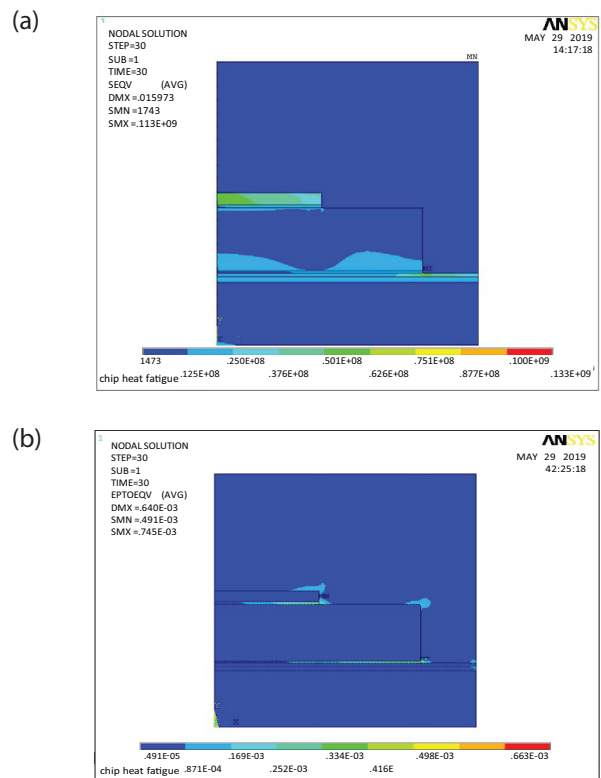 (a)
1
NODAL SOLUTION
STEP=30
SUB =1
TIME=30
SEQV (AVG)
DMX=.015973
SMN=1743
SMX=.113E+09
ANSYS
MAY 29 2019
14:17:18
MN
MX
Y
1473 .250E+08 .501E+08 .751E+08 .100E+09
chip heat fatigue .125E+08 .376E+08 .626E+08 .877E+08 .133E+09
(b)
1
NODAL SOLUTION
STEP=30
SUB =1
TIME=30
EPTOEQV (AVG)
DMX=.640E-03
SMN=.491E-03
SMX=.745E-03
ANSYS
MAY 29 2019
42:25:18
Y
X
.491E-05 .169E-03 .334E-03 .498E-03 .663E-03
chip heat fatigue .871E-04 .252E-03 .416E